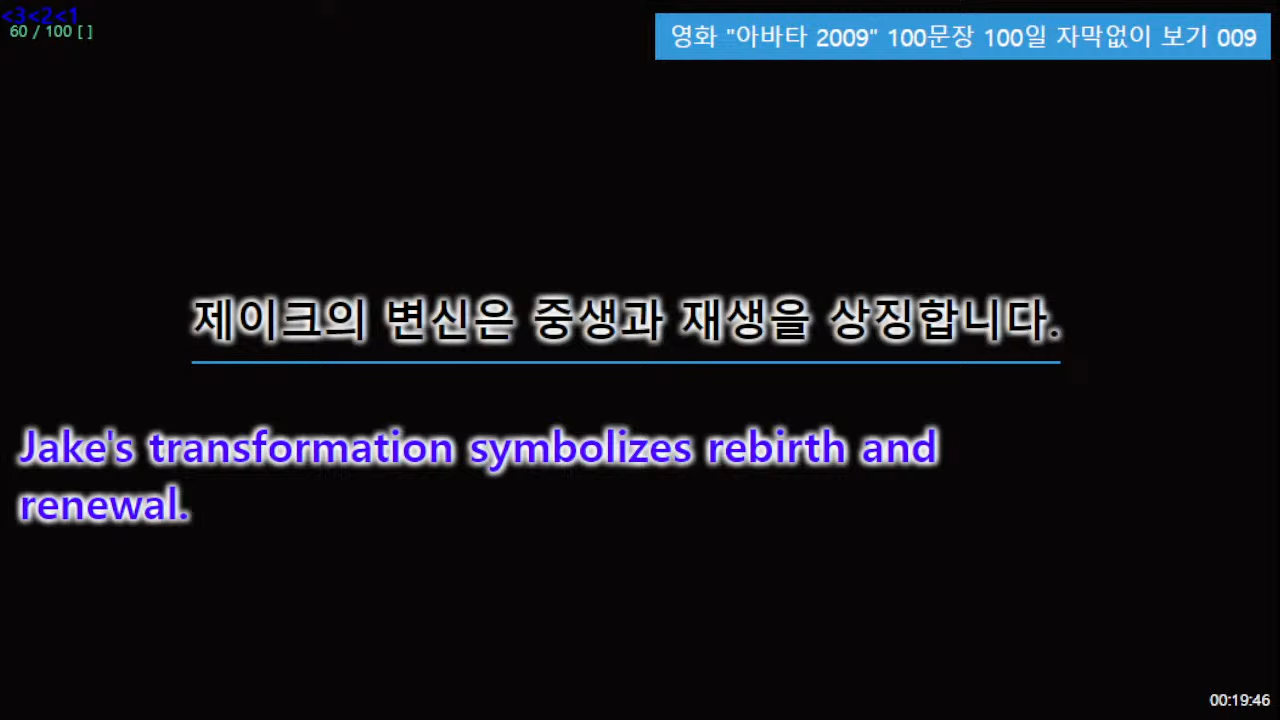 <3<2<1
60 / 100 [ ]
영화 "아바타 2009" 100문장 100일 자막없이 보기 009
제이크의 변신은 중생과 재생을 상징합니다.
Jake's transformation symbolizes rebirth and
renewal.
00:19:46